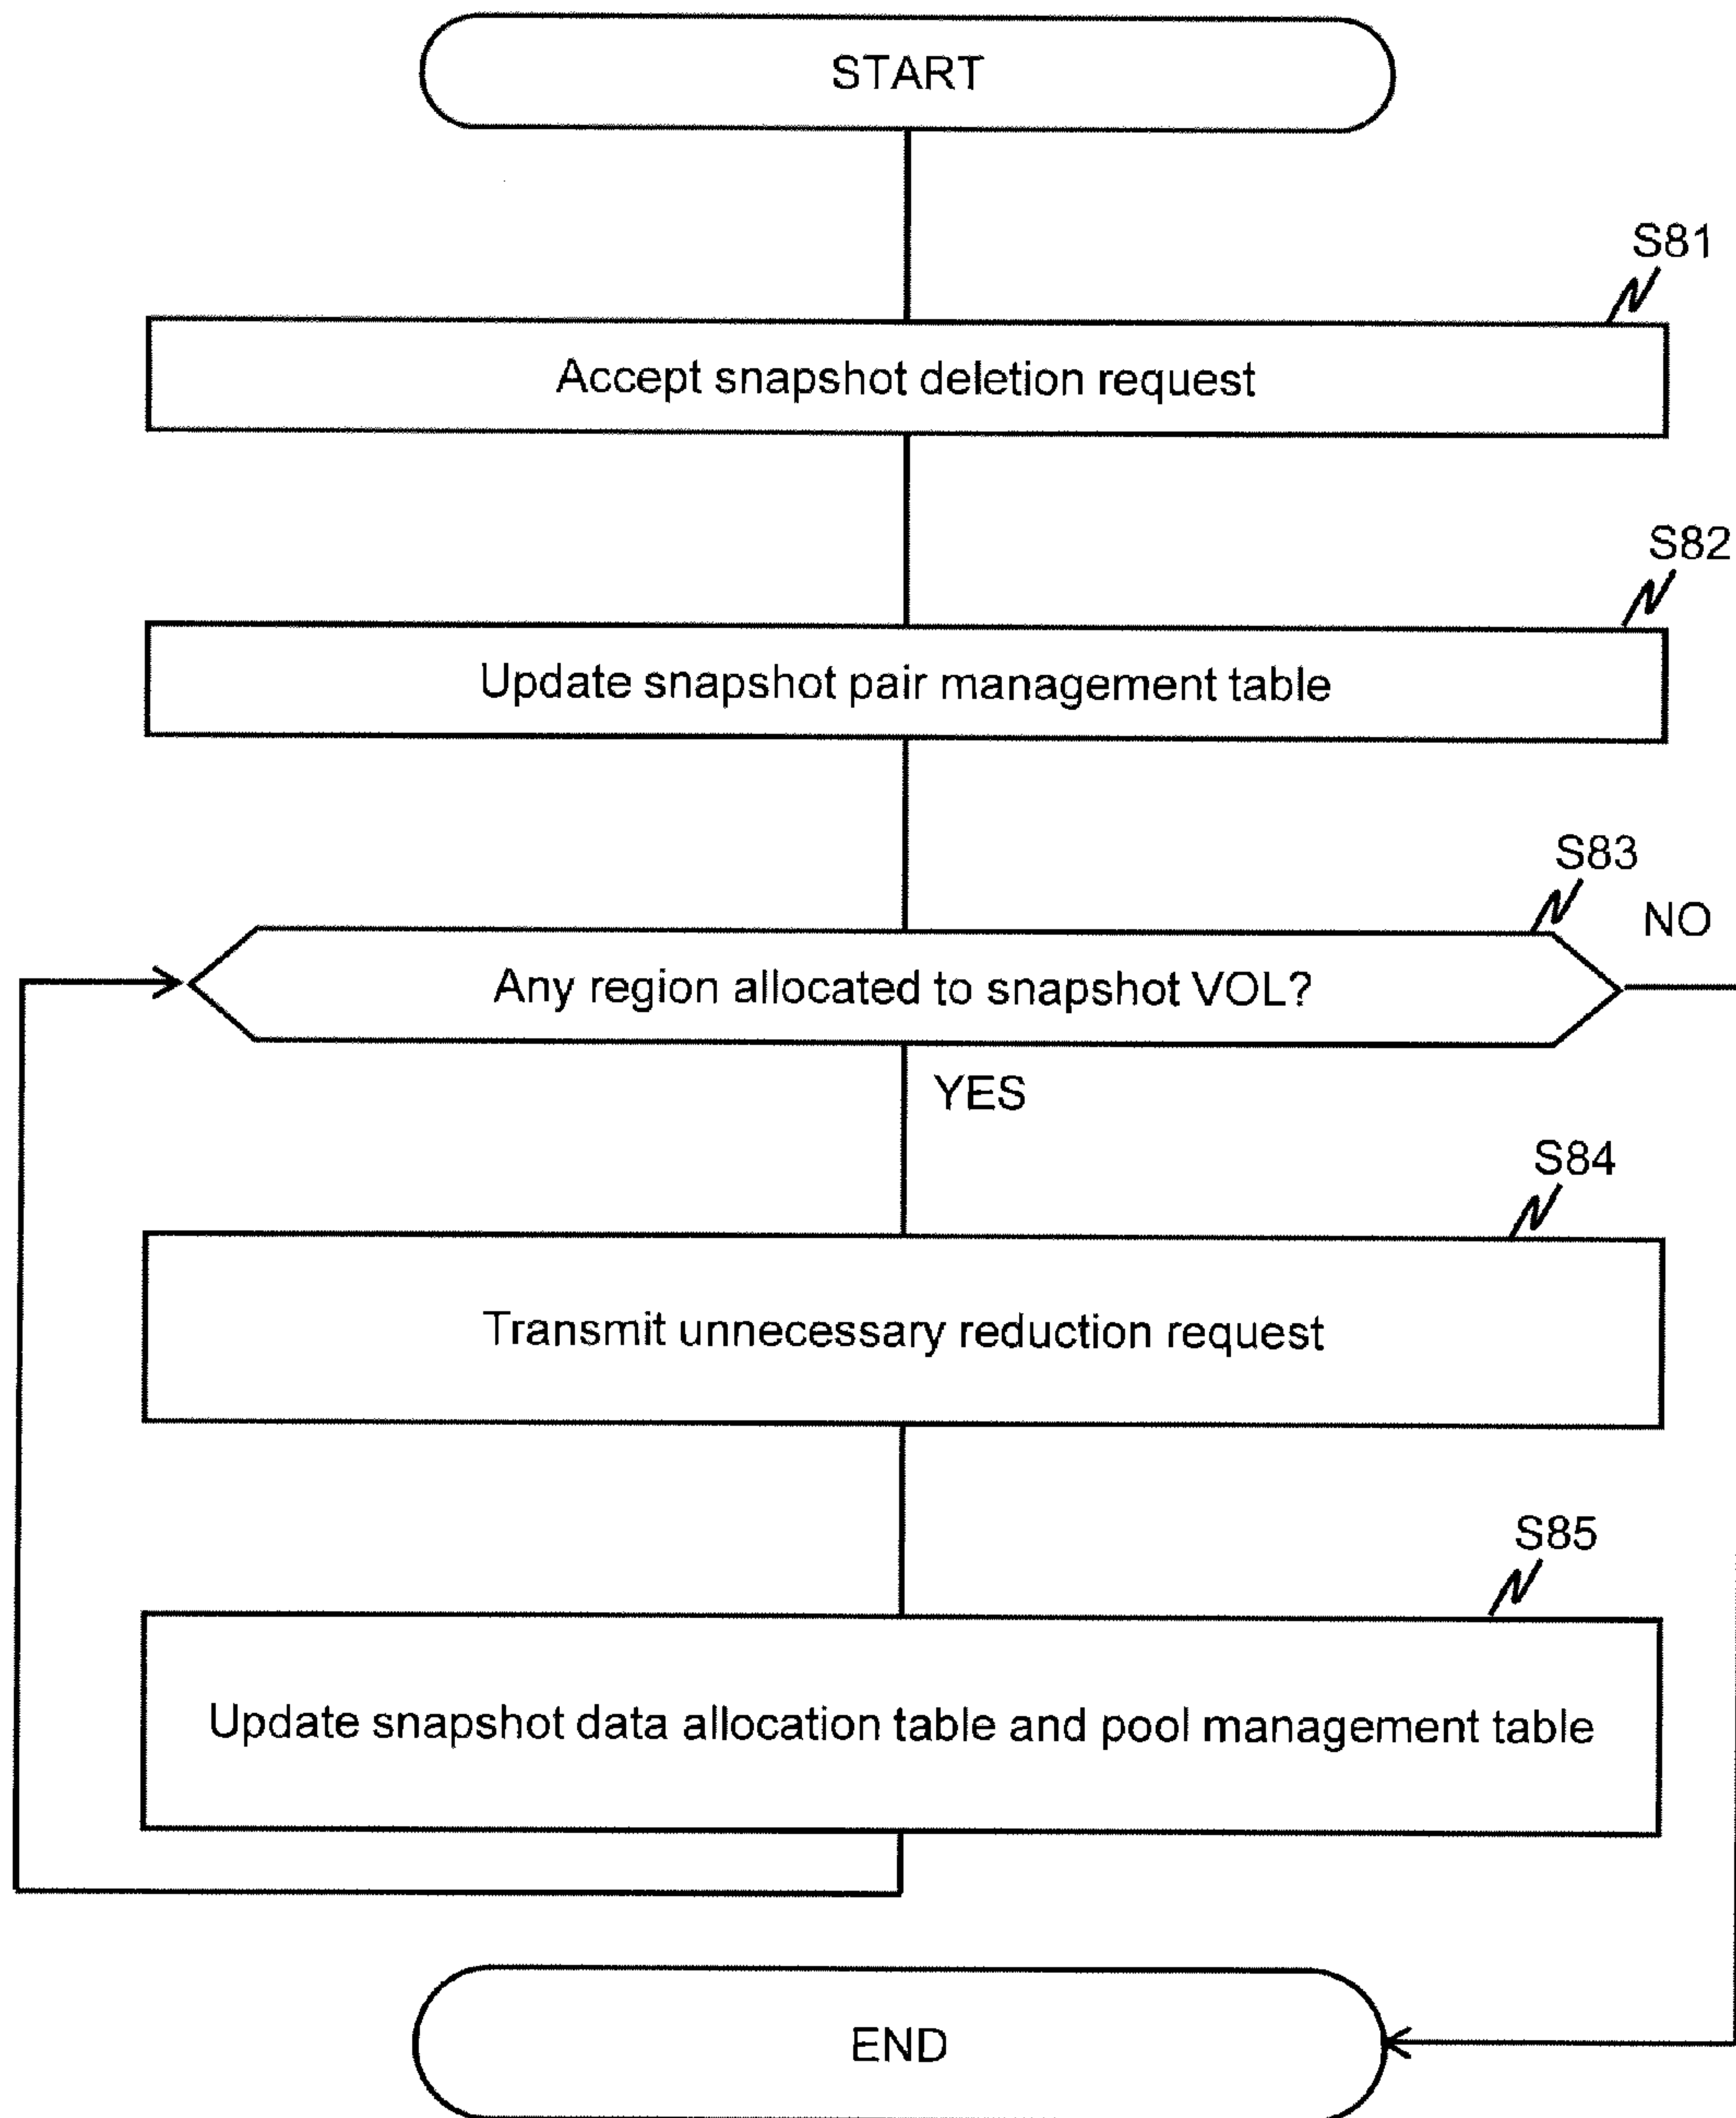 START
S81
Accept snapshot deletion request
S82
Update snapshot pair management table
S83
NO
Any region allocated to snapshot VOL?
YES
S84
Transmit unnecessary reduction request
S85
Update snapshot data allocation table and pool management table
END